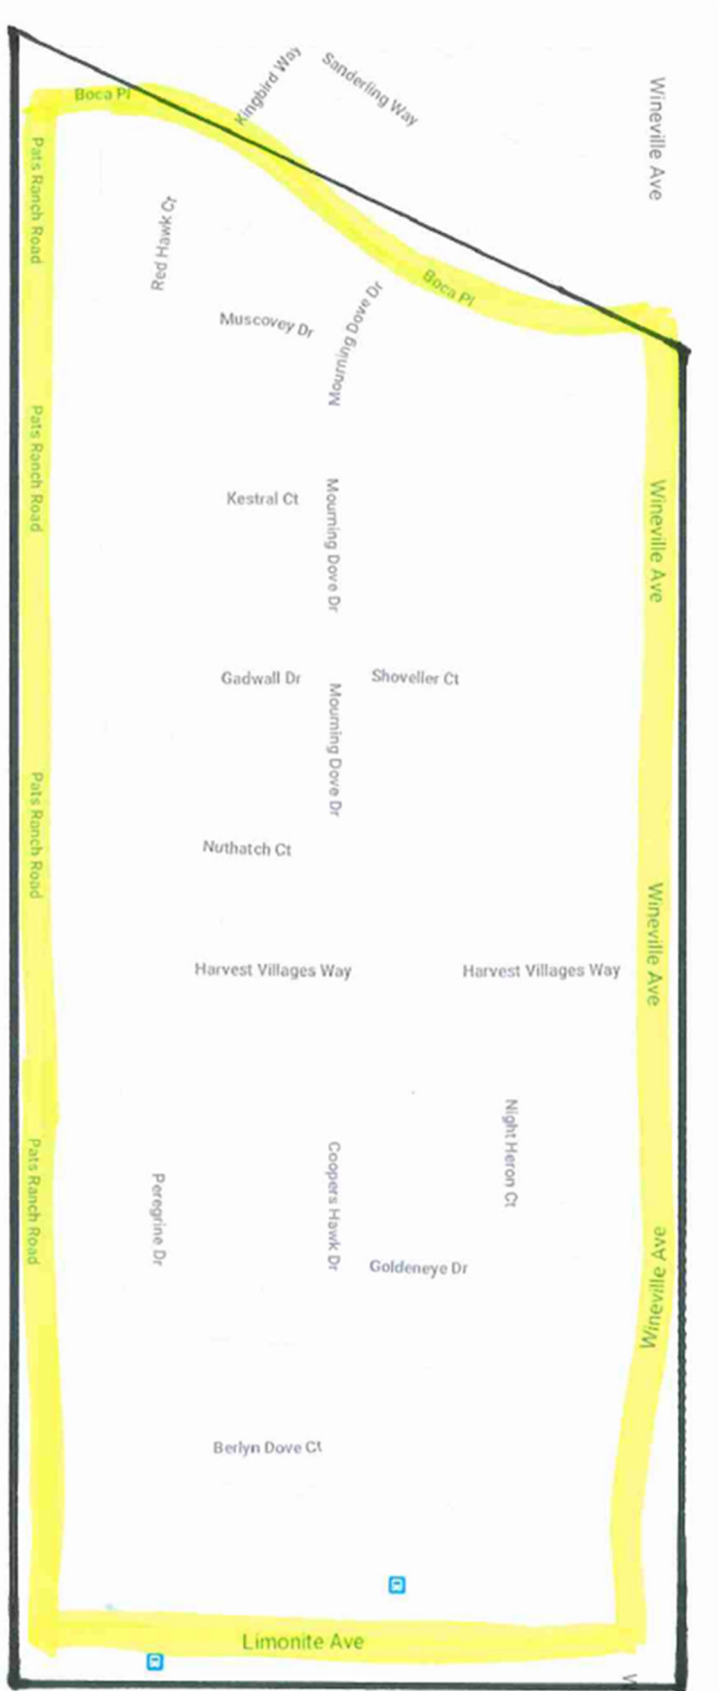 Kingbird Way
Sanderling Way
Wineville Ave
Boca Pl
Pats Ranch Road
Red Hawk Ct
Boca Pl
Muscovey Dr
Mourning Dove Dr
Pats Ranch Road
Kestral Ct
Mourning Dove Dr
Wineville Ave
Gadwall Dr
Shoveller Ct
Mourning Dove Dr
Pats Ranch Road
Nuthatch Ct
Wineville Ave
Harvest Villages Way
Harvest Villages Way
Night Heron Ct
Pats Ranch Road
Peregrine Dr
Coopers Hawk Dr
Goldeneye Dr
Wineville Ave
Berlyn Dove Ct
Limonite Ave